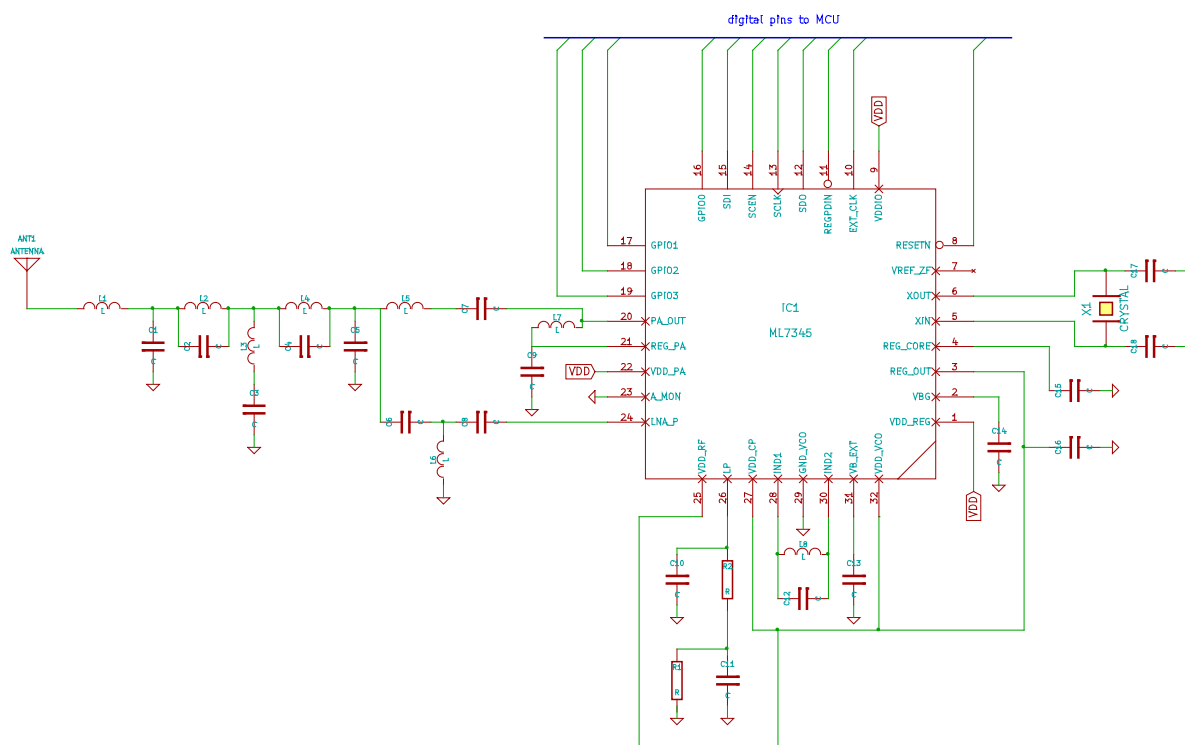 digital pins to MCU
VDD
16
15
14
13
12
11
10
9
GPIO0
SDI
SCEN
SCLK
SDO
REGPDIN
EXT_CLK
VDDIO
ANT1
ANTENNA
17 GPIO1
18 GPIO2
19 GPIO3
20 PA_OUT
21 REG_PA
VDD 22 VDD_PA
23 A_MON
24 LNA_P
IC1
ML7345
RESETN 8
VREF_ZF 7
XOUT 6
XIN 5
REG_CORE 4
REG_OUT 3
VBG 2
VDD_REG 1
L1
L
L2
L
L4
L
L5
L
C7
C
L7
L
C1
C
C2
C
L3
L
C4
C
C5
C
C9
C
C3
C
C6
C
C8
C
L6
L
C17
C
X1
CRYSTAL
C18
C
C15
C
C14
C
C16
C
VDD
VDD_RF
LP
VDD_CP
IND1
GND_VCO
IND2
VB_EXT
VDD_VCO
25
26
27
28
29
30
31
32
L8
L
C10
C
R2
R
C12
C
C13
C
R1
R
C11
C